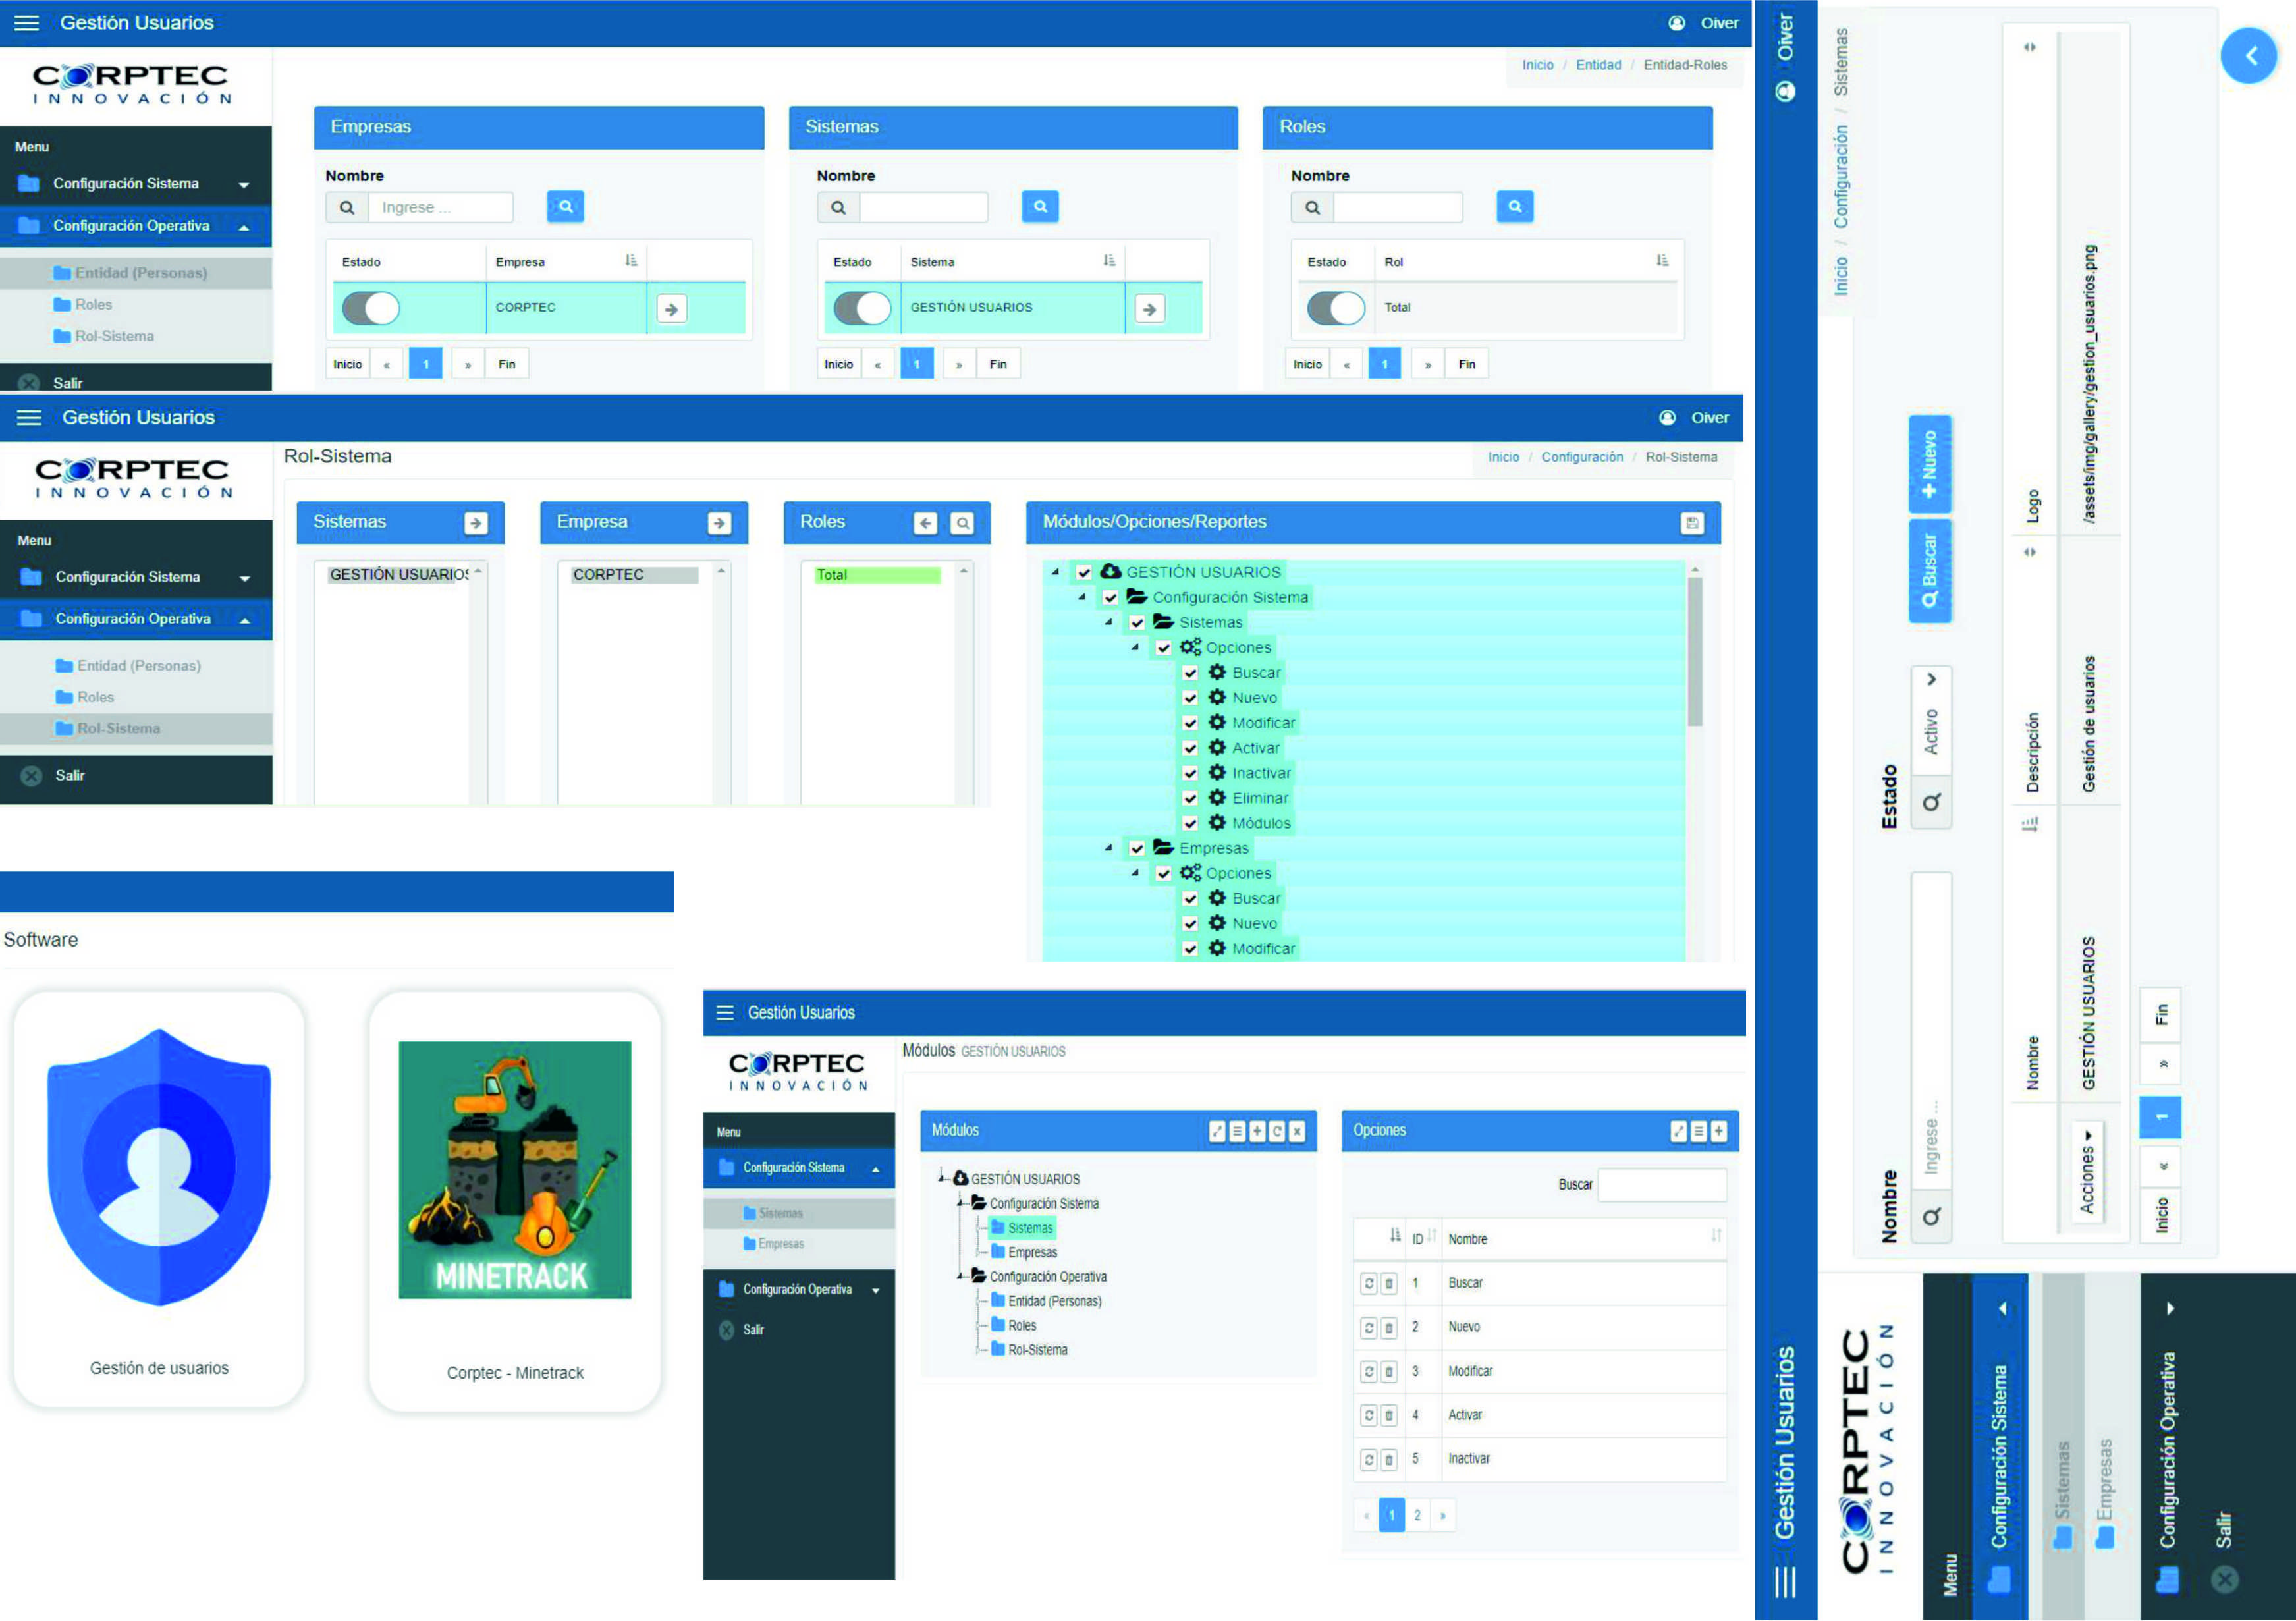 Gestión Usuarios
Oiver
CORPTEC
INNOVACIÓN
Inicio / Entidad / Entidad-Roles
Menu
Configuración Sistema
Configuración Operativa
Entidad (Personas)
Roles
Rol-Sistema
Salir
Empresas
Nombre
Ingrese ...
Estado Empresa
CORPTEC
Inicio « 1 » Fin
Sistemas
Nombre
Estado Sistema
GESTIÓN USUARIOS
Inicio « 1 » Fin
Roles
Nombre
Estado Rol
Total
Inicio « 1 » Fin
Gestión Usuarios
Oiver
CORPTEC
INNOVACIÓN
Rol-Sistema
Inicio / Configuración / Rol-Sistema
Menu
Configuración Sistema
Configuración Operativa
Entidad (Personas)
Roles
Rol-Sistema
Salir
Sistemas
GESTIÓN USUARIOS
Empresa
CORPTEC
Roles
Total
Módulos/Opciones/Reportes
GESTIÓN USUARIOS
Configuración Sistema
Sistemas
Opciones
Buscar
Nuevo
Modificar
Activar
Inactivar
Eliminar
Módulos
Empresas
Opciones
Buscar
Nuevo
Modificar
Software
Gestión de usuarios
MINETRACK
Corptec - Minetrack
Gestión Usuarios
CORPTEC
INNOVACIÓN
Módulos GESTIÓN USUARIOS
Menu
Configuración Sistema
Sistemas
Empresas
Configuración Operativa
Salir
Módulos
GESTIÓN USUARIOS
Configuración Sistema
Sistemas
Empresas
Configuración Operativa
Entidad (Personas)
Roles
Rol-Sistema
Opciones
Buscar
ID Nombre
1 Buscar
2 Nuevo
3 Modificar
4 Activar
5 Inactivar
« 1 2 »
Gestión Usuarios
Oiver
CORPTEC
INNOVACIÓN
Inicio / Configuración / Sistemas
Menu
Configuración Sistema
Sistemas
Empresas
Configuración Operativa
Salir
Nombre
Ingrese ...
Estado
Activo
Buscar
+ Nuevo
Nombre Descripción Logo
Acciones GESTIÓN USUARIOS Gestión de usuarios /assets/img/gallery/gestion_usuarios.png
Inicio « 1 » Fin